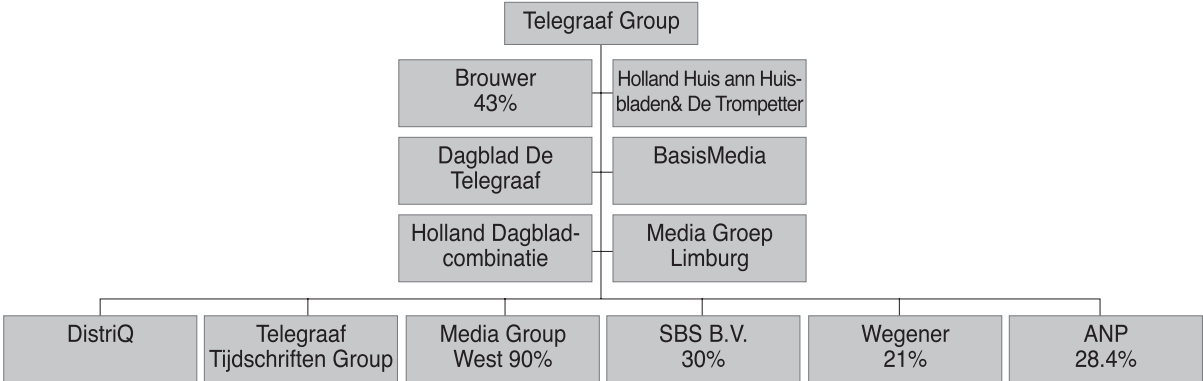 Telegraaf Group
Brouwer
43%
Holland Huis ann Huis-
bladen& De Trompetter
Dagblad De
Telegraaf
BasisMedia
Holland Dagblad-
combinatie
Media Groep
Limburg
DistriQ
Telegraaf
Tijdschriften Group
Media Group
West 90%
SBS B.V.
30%
Wegener
21%
ANP
28.4%